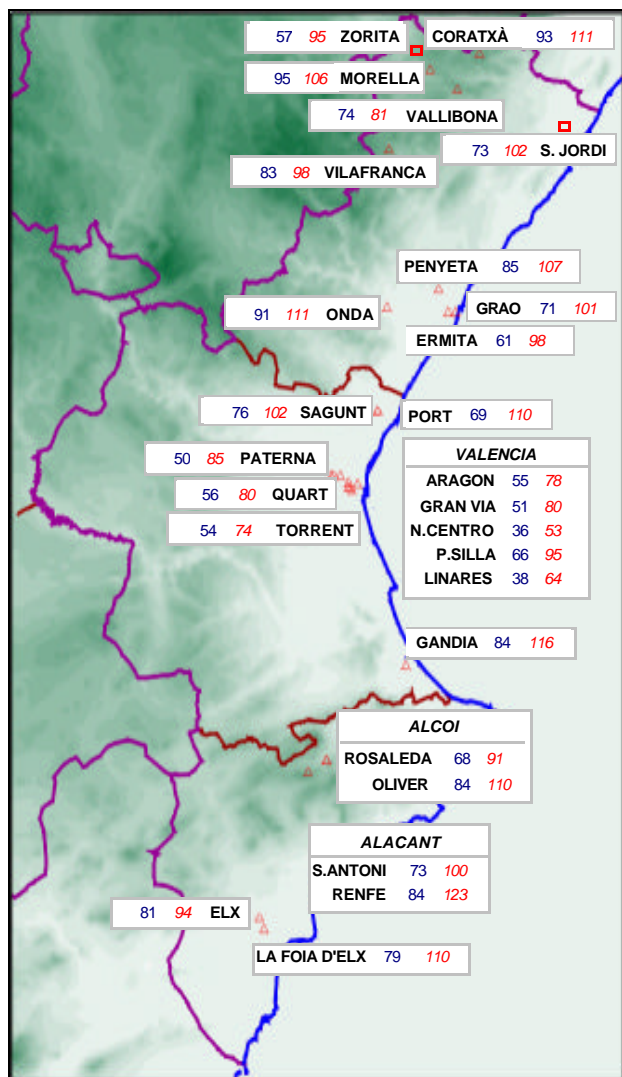 57 95 ZORITA
CORATXÀ 93 111
95 106 MORELLA
74 81 VALLIBONA
73 102 S. JORDI
83 98 VILAFRANCA
PENYETA 85 107
91 111 ONDA
GRAO 71 101
ERMITA 61 98
76 102 SAGUNT
PORT 69 110
50 85 PATERNA
56 80 QUART
54 74 TORRENT
VALENCIA
ARAGON 55 78
GRAN VIA 51 80
N.CENTRO 36 53
P.SILLA 66 95
LINARES 38 64
GANDIA 84 116
ALCOI
ROSALEDA 68 91
OLIVER 84 110
ALACANT
S.ANTONI 73 100
RENFE 84 123
81 94 ELX
LA FOIA D'ELX 79 110